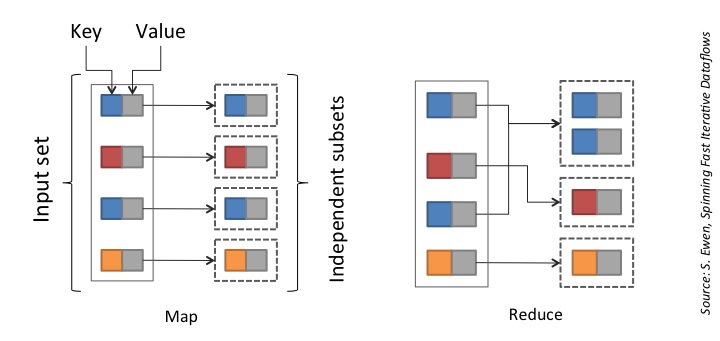 Key
Value
Input set
Independent subsets
Map
Reduce
Source: S. Ewen, Spinning Fast Iterative Dataflows